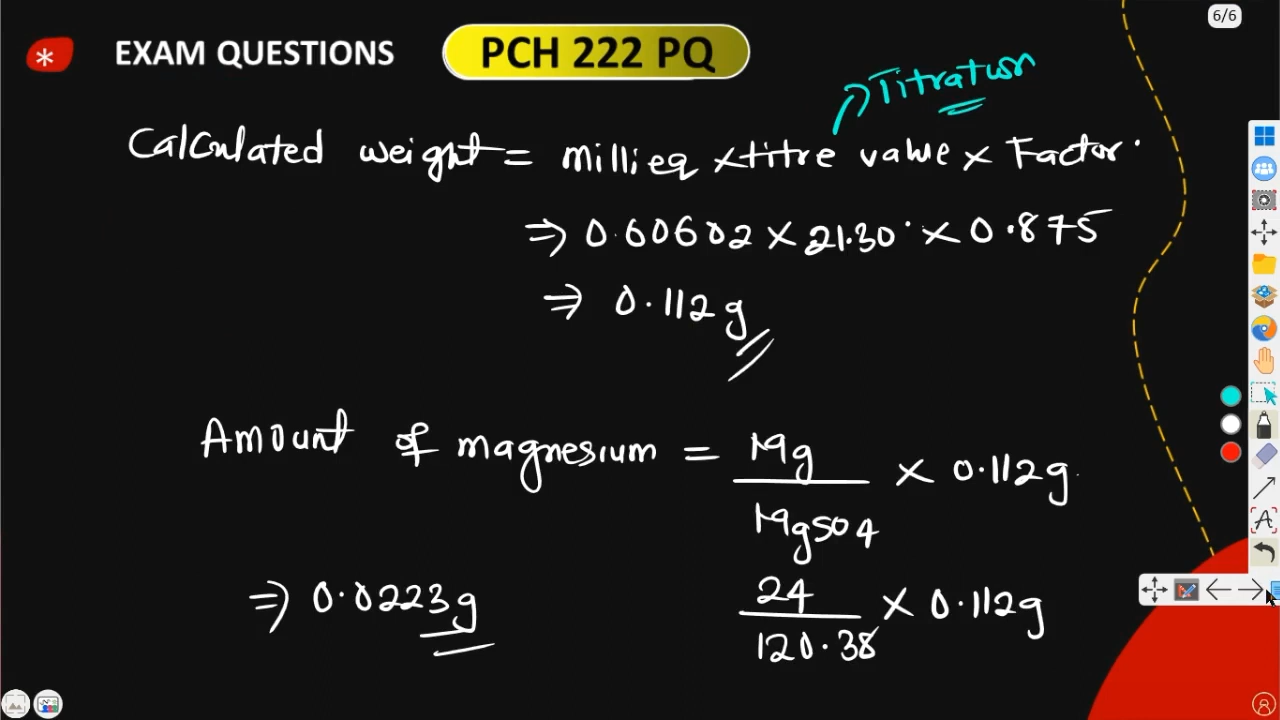 6/6
* EXAM QUESTIONS PCH 222 PQ
Titration
Calculated weight = millieq × titre value × Factor.
⇒ 0.60602 × 21.30 × 0.875
⇒ 0.112g
Amount of magnesium = Mg / MgSO4 × 0.112g
24 / 120.38 × 0.112g
⇒ 0.0223g